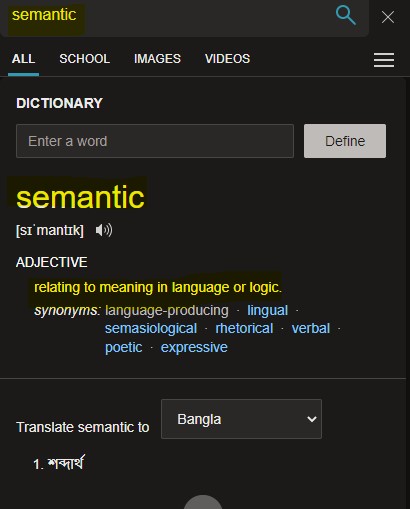 semantic
ALL SCHOOL IMAGES VIDEOS
DICTIONARY
Enter a word Define
semantic
[sɪˈmantɪk]
ADJECTIVE
relating to meaning in language or logic.
synonyms: language-producing · lingual ·
semasiological · rhetorical · verbal ·
poetic · expressive
Translate semantic to Bangla
1. শব্দার্থ